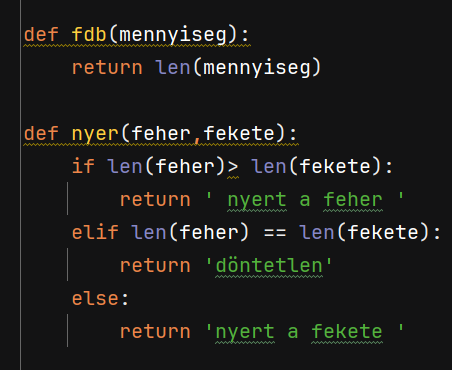 def fdb(mennyiseg):
    return len(mennyiseg)
def nyer(feher,fekete):
    if len(feher)> len(fekete):
        return ' nyert a feher '
    elif len(feher) == len(fekete):
        return 'döntetlen'
    else:
        return 'nyert a fekete '